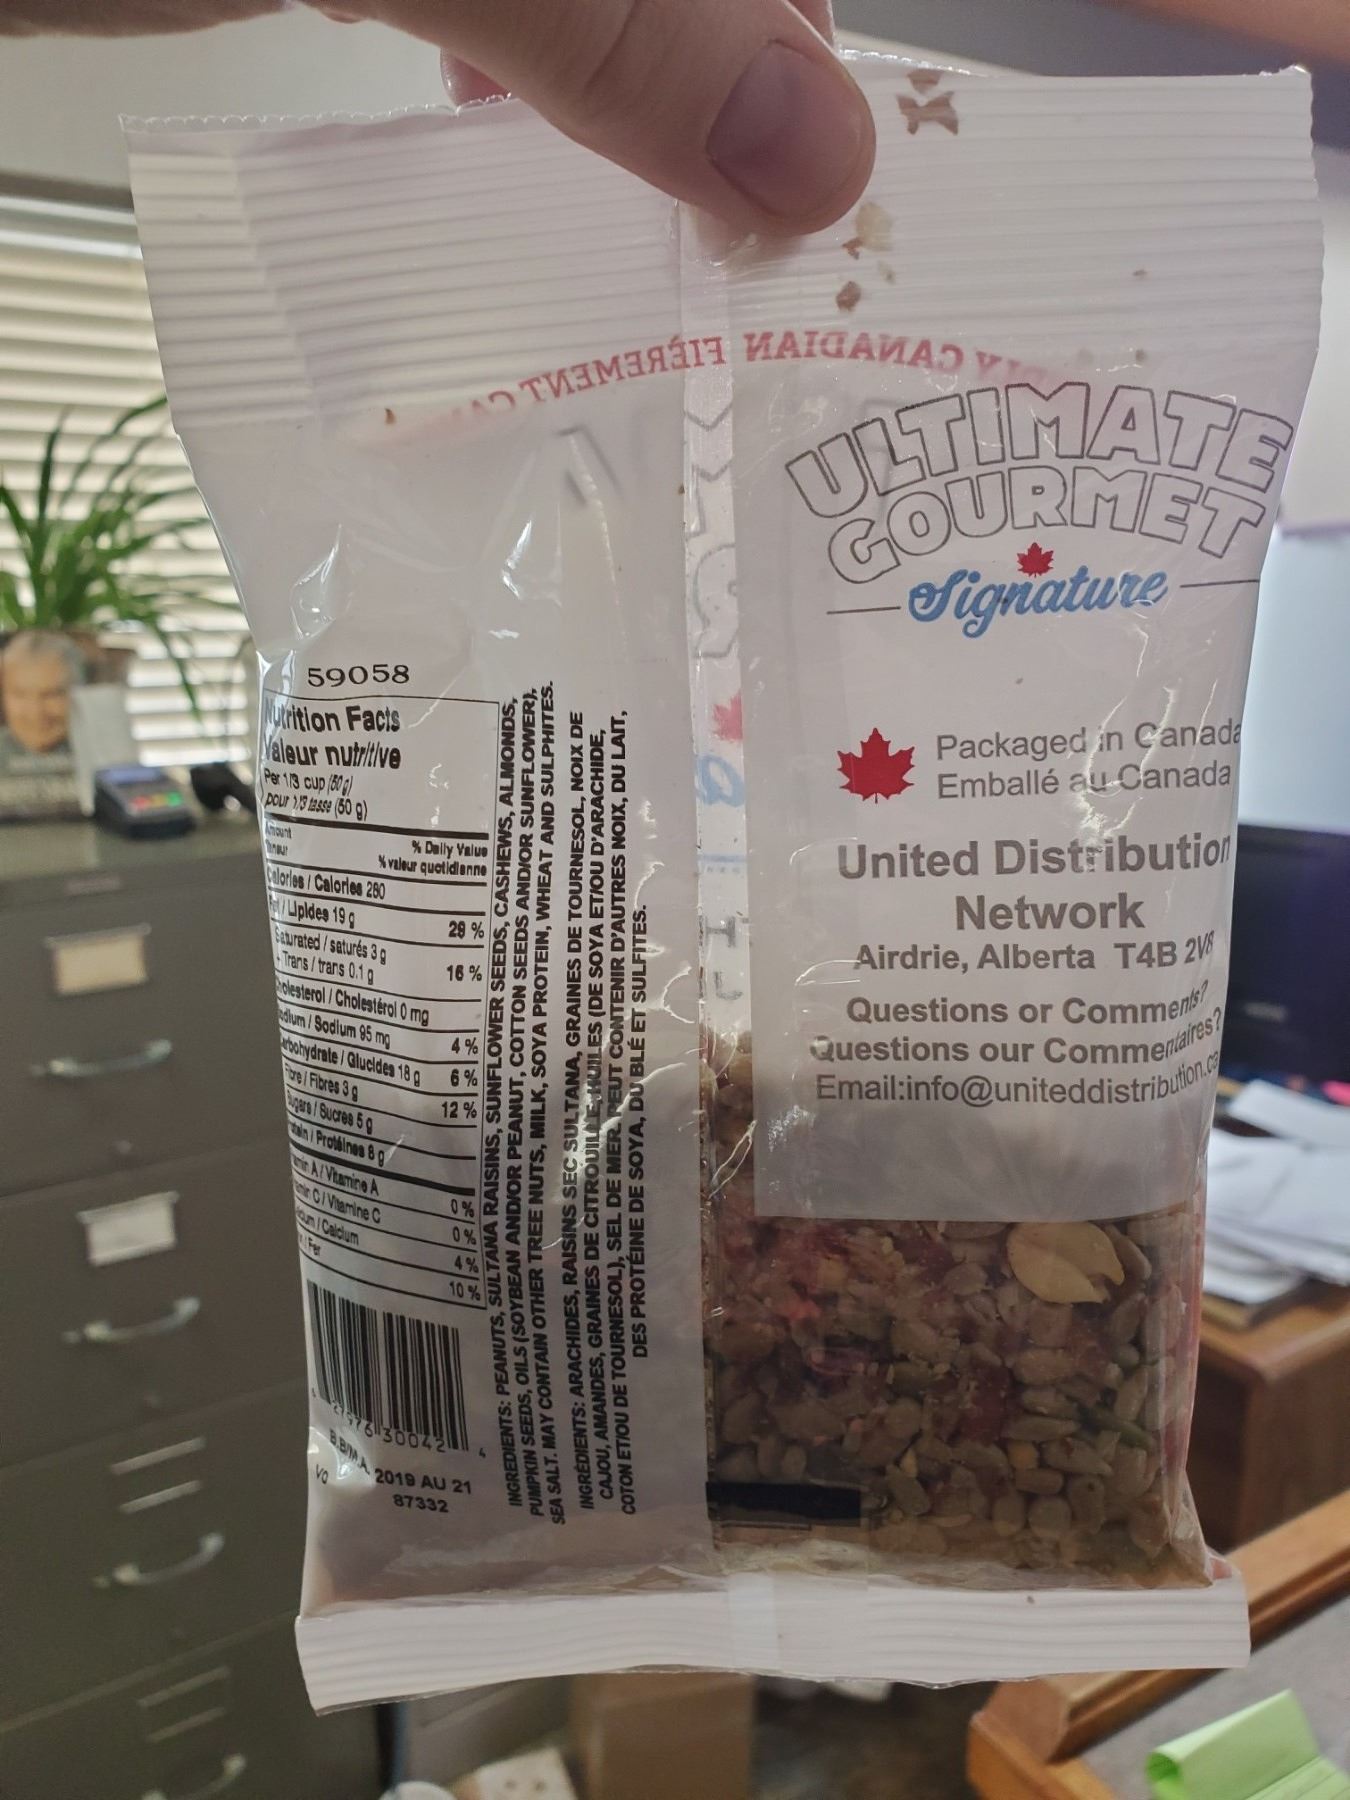 FIÈREMENT
CANADIAN
ULTIMATE
GOURMET
Signature
Packaged in Canada
Emballé au Canada
United Distribution
Network
Airdrie, Alberta T4B 2V8
Questions or Comments?
Questions our Commentaires?
Email:info@uniteddistribution.ca
59058
Nutrition Facts
Valeur nutritive
Per 1/3 cup (50 g)
pour 1/3 tasse (50 g)
Amount
% Daily Value
Teneur
% valeur quotidienne
Calories / Calories 280
Fat / Lipides 19 g 29 %
Saturated / saturés 3 g
+ Trans / trans 0.1 g 16 %
Cholesterol / Cholestérol 0 mg
Sodium / Sodium 95 mg 4 %
Carbohydrate / Glucides 18 g 6 %
Fibre / Fibres 3 g 12 %
Sugars / Sucres 5 g
Protein / Protéines 8 g
Vitamin A / Vitamine A 0 %
Vitamin C / Vitamine C 0 %
Calcium / Calcium 4 %
Iron / Fer 10 %
INGREDIENTS: PEANUTS, SULTANA RAISINS, SUNFLOWER SEEDS, CASHEWS, ALMONDS,
PUMPKIN SEEDS, OILS (SOYBEAN AND/OR PEANUT, COTTON SEEDS AND/OR SUNFLOWER),
SEA SALT. MAY CONTAIN OTHER TREE NUTS, MILK, SOYA PROTEIN, WHEAT AND SULPHITES.
INGRÉDIENTS: ARACHIDES, RAISINS SEC SULTANA, GRAINES DE TOURNESOL, NOIX DE
CAJOU, AMANDES, GRAINES DE CITROUILLE, HUILES (DE SOYA ET/OU D'ARACHIDE,
COTON ET/OU DE TOURNESOL), SEL DE MER. PEUT CONTENIR D'AUTRES NOIX, DU LAIT,
DES PROTÉINE DE SOYA, DU BLÉ ET SULFITES.
30042 4
B.B/M.A. 2019 AU 21
VO 87332